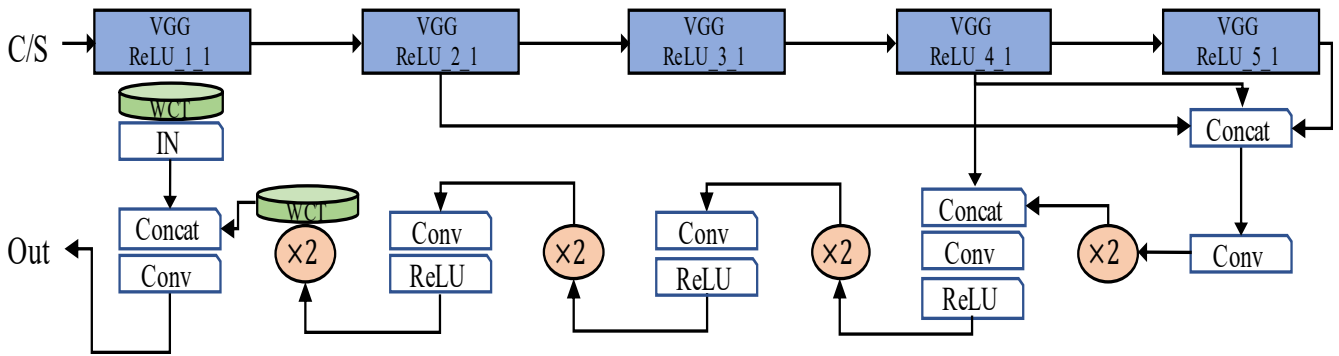 C/S
VGG
ReLU_1_1
VGG
ReLU_2_1
VGG
ReLU_3_1
VGG
ReLU_4_1
VGG
ReLU_5_1
WCT
IN
Concat
Concat
WCT
Concat
Conv
Conv
Conv
×2
Out
×2
×2
×2
Conv
Conv
ReLU
ReLU
ReLU